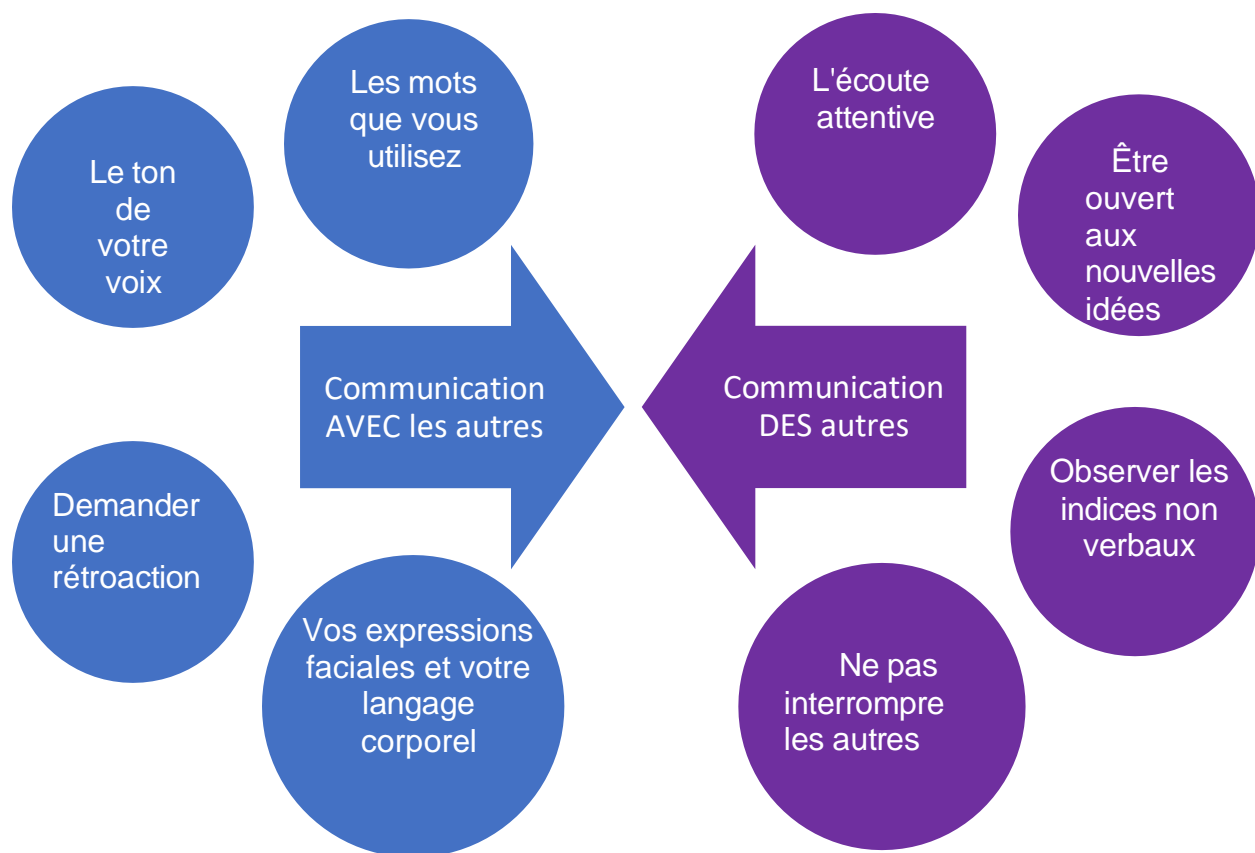 Les mots
que vous
utilisez
Le ton
de
votre
voix
Communication
AVEC les autres
Demander
une
rétroaction
Vos expressions
faciales et votre
langage
corporel
L'écoute
attentive
Être
ouvert
aux
nouvelles
idées
Communication
DES autres
Observer les
indices non
verbaux
Ne pas
interrompre
les autres